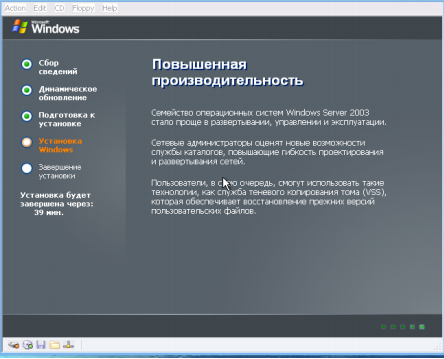 Action Edit CD Floppy Help
Microsoft
Windows
Сбор
сведений
Динамическое
обновление
Подготовка к
установке
Установка
Windows
Завершение
установки
Установка будет
завершена через:
39 мин.
Повышенная
производительность
Семейство операционных систем Windows Server 2003
стало проще в развертывании, управлении и эксплуатации.
Сетевые администраторы оценят новые возможности
службы каталогов, повышающие гибкость проектирования
и развертывания сетей.
Пользователи, в свою очередь, смогут использовать такие
технологии, как служба теневого копирования тома (VSS),
которая обеспечивает восстановление прежних версий
пользовательских файлов.